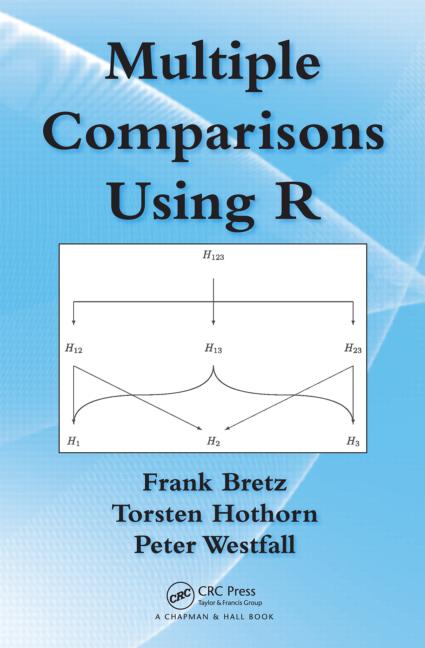 Multiple
Comparisons
Using R
H123
H12 H13 H23
H1 H2 H3
Frank Bretz
Torsten Hothorn
Peter Westfall
CRC CRC Press
Taylor & Francis Group
A CHAPMAN & HALL BOOK